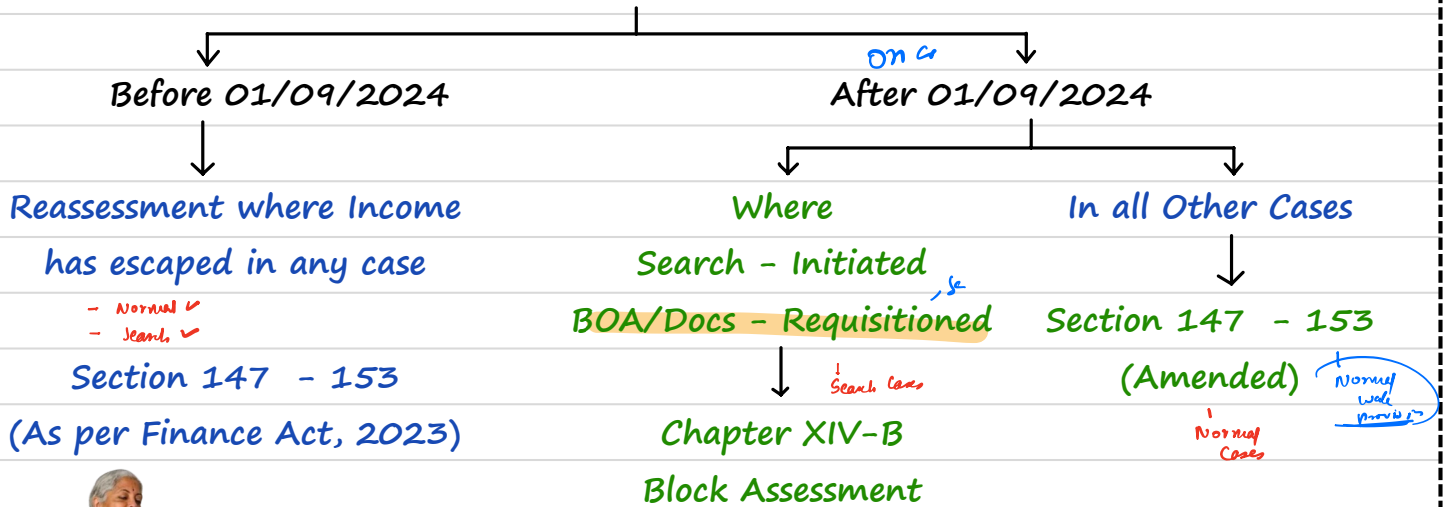 On or
Before 01/09/2024
After 01/09/2024
Reassessment where Income
has escaped in any case
- Normal ✓
- Search ✓
Section 147 - 153
(As per Finance Act, 2023)
Where
Search - Initiated
BOA/Docs - Requisitioned
Search Cases
Chapter XIV-B
Block Assessment
In all Other Cases
Section 147 - 153
(Amended)
Normal
Cases
Normal